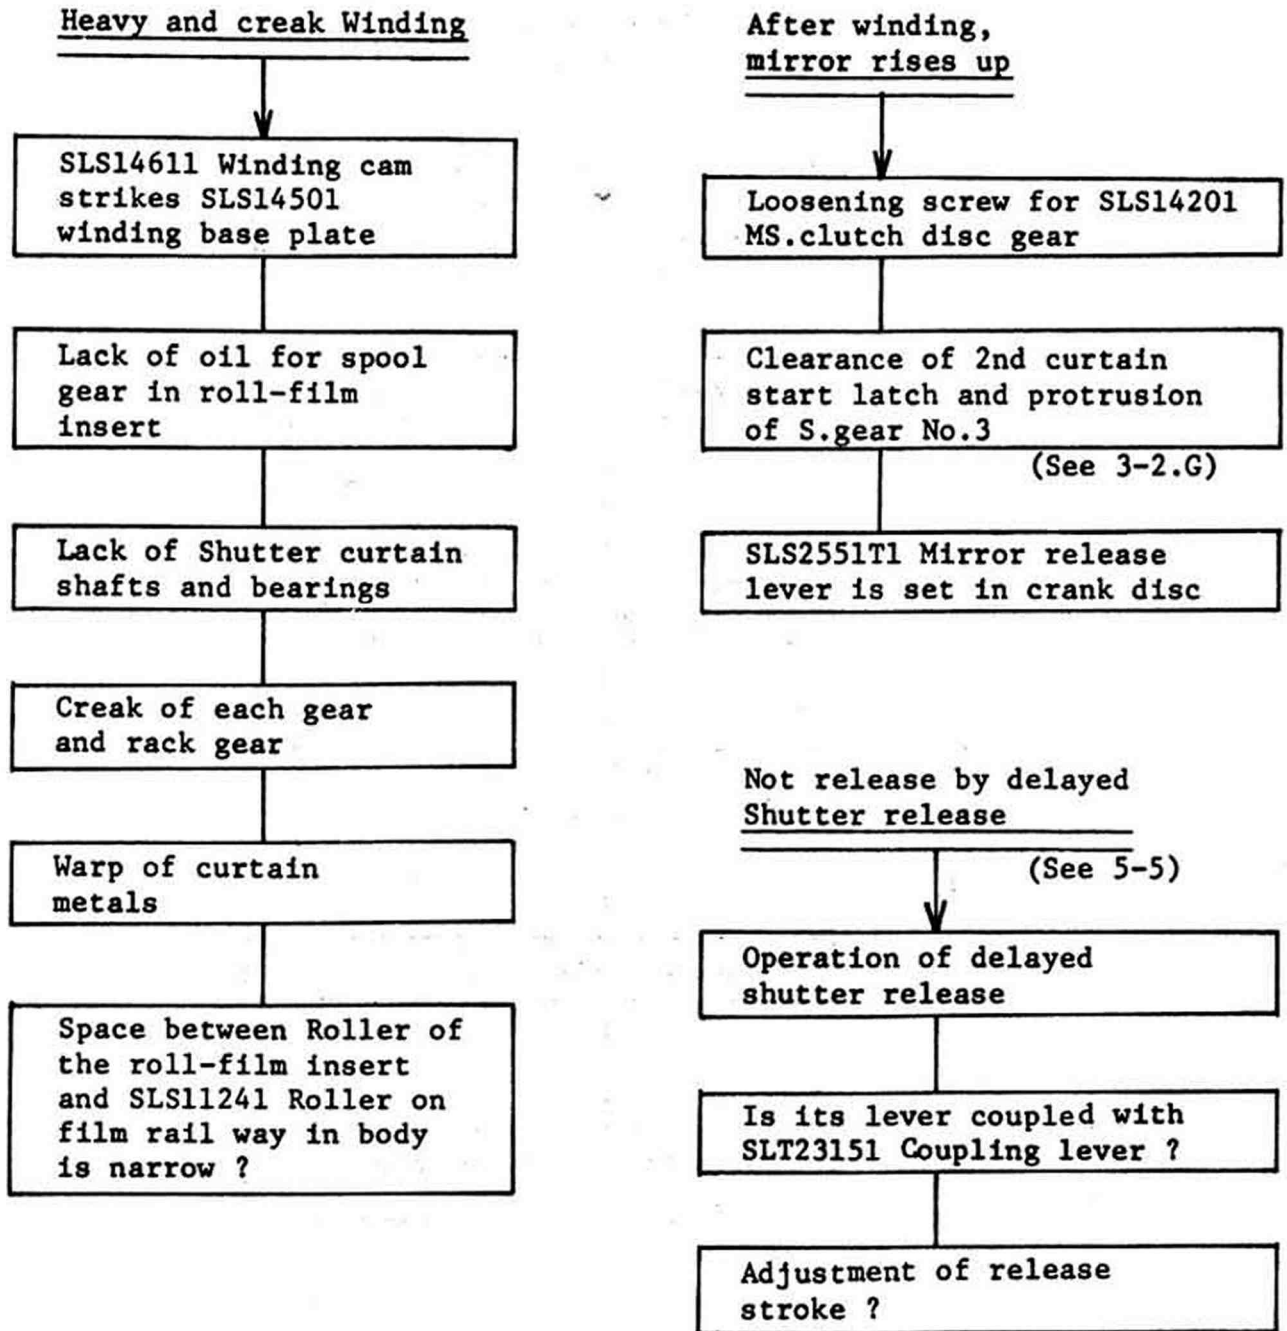 Heavy and creak Winding
SLS14611 Winding cam
strikes SLS14501
winding base plate
Lack of oil for spool
gear in roll-film
insert
Lack of Shutter curtain
shafts and bearings
Creak of each gear
and rack gear
Warp of curtain
metals
Space between Roller of
the roll-film insert
and SLS11241 Roller on
film rail way in body
is narrow ?
After winding,
mirror rises up
Loosening screw for SLS14201
MS.clutch disc gear
Clearance of 2nd curtain
start latch and protrusion
of S.gear No.3
(See 3-2.G)
SLS2551T1 Mirror release
lever is set in crank disc
Not release by delayed
Shutter release
(See 5-5)
Operation of delayed
shutter release
Is its lever coupled with
SLT23151 Coupling lever ?
Adjustment of release
stroke ?